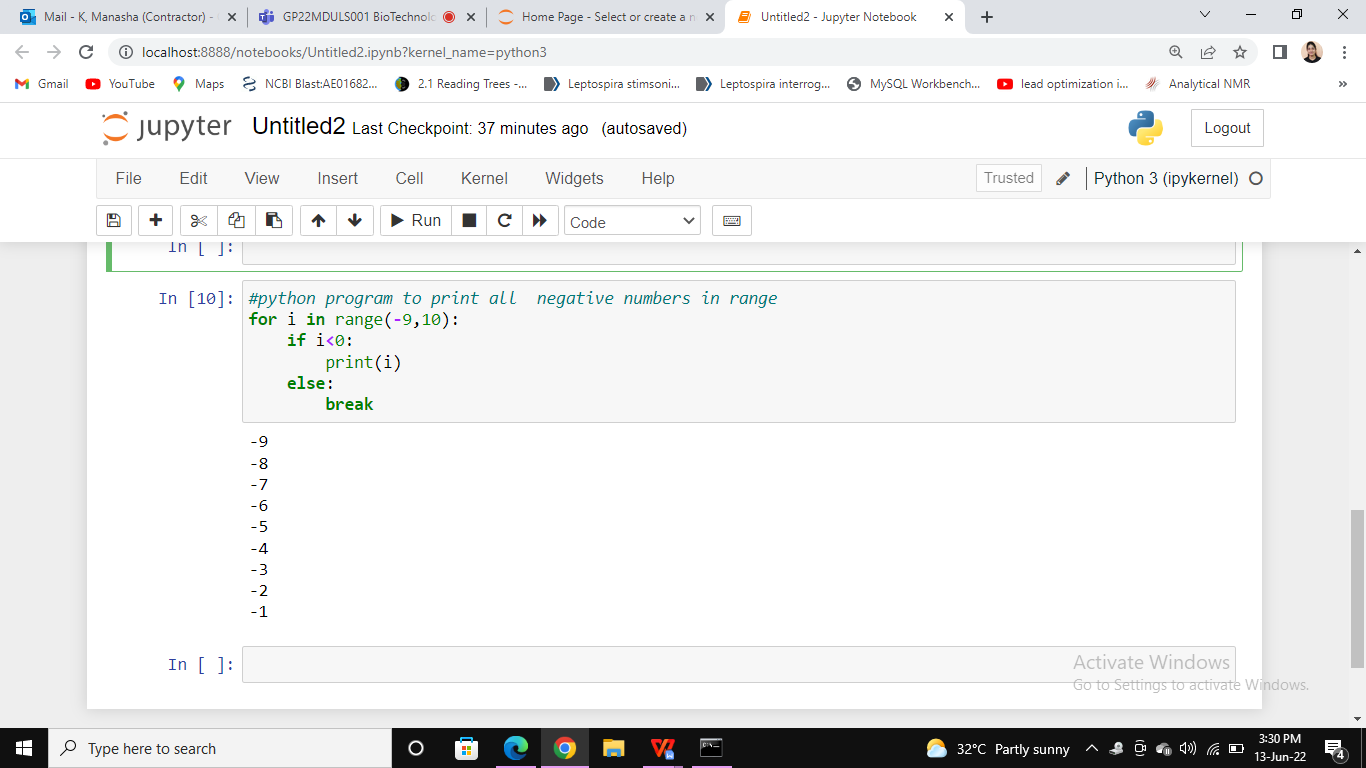 Mail - K, Manasha (Contractor) -
GP22MDULS001 BioTechnolo
Home Page - Select or create a n
Untitled2 - Jupyter Notebook
localhost:8888/notebooks/Untitled2.ipynb?kernel_name=python3
Gmail YouTube Maps NCBI Blast:AE01682... 2.1 Reading Trees -... Leptospira stimsoni... Leptospira interrog... MySQL Workbench... lead optimization i... Analytical NMR »
jupyter Untitled2 Last Checkpoint: 37 minutes ago (autosaved) Logout
File Edit View Insert Cell Kernel Widgets Help Trusted Python 3 (ipykernel)
Run Code
In [ ]:
In [10]: #python program to print all  negative numbers in range
for i in range(-9,10):
    if i<0:
        print(i)
    else:
        break
-9
-8
-7
-6
-5
-4
-3
-2
-1
In [ ]:
Activate Windows
Go to Settings to activate Windows.
Type here to search
32°C Partly sunny
3:30 PM
13-Jun-22
4